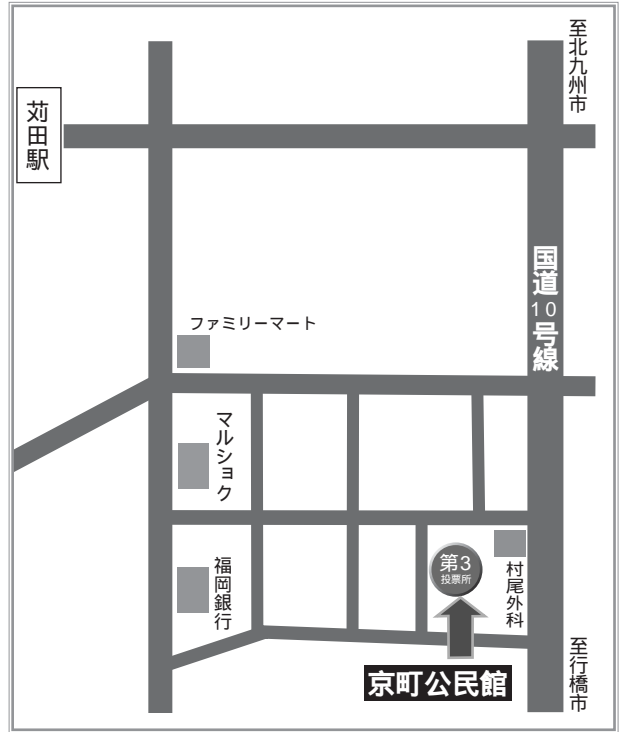 至北九州市
苅田駅
国道10号線
ファミリーマート
マルショク
福岡銀行
第3
投票所
村尾外科
京町公民館
至行橋市